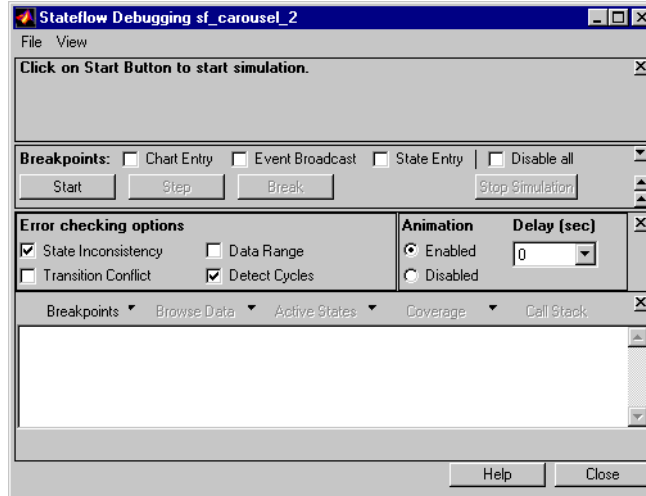 Stateflow Debugging sf_carousel_2
File View
Click on Start Button to start simulation.
Breakpoints: Chart Entry Event Broadcast State Entry Disable all
Start Step Break Stop Simulation
Error checking options Animation Delay (sec)
State Inconsistency Data Range Enabled 0
Transition Conflict Detect Cycles Disabled
Breakpoints Browse Data Active States Coverage Call Stack
Help Close